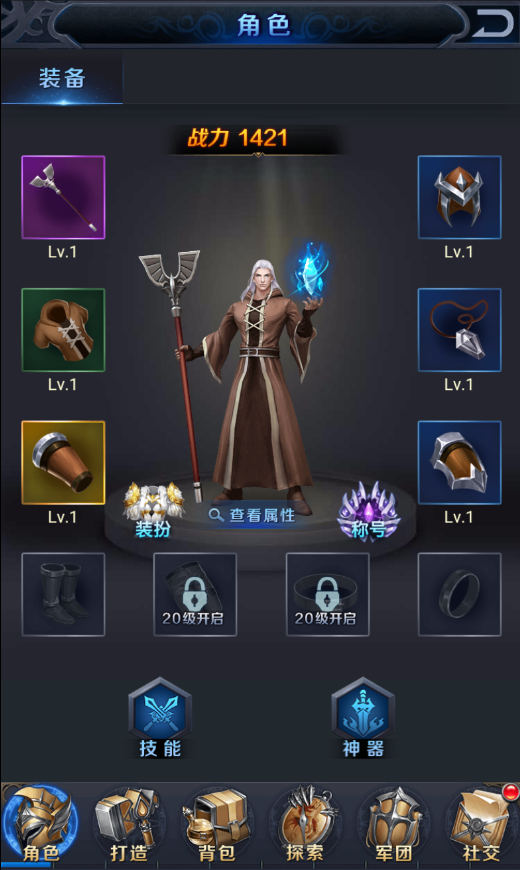 角色
装备
战力 1421
Lv.1
Lv.1
Lv.1
Lv.1
Lv.1
Lv.1
装扮
查看属性
称号
20级开启
20级开启
技能
神器
角色
打造
背包
探索
军团
社交